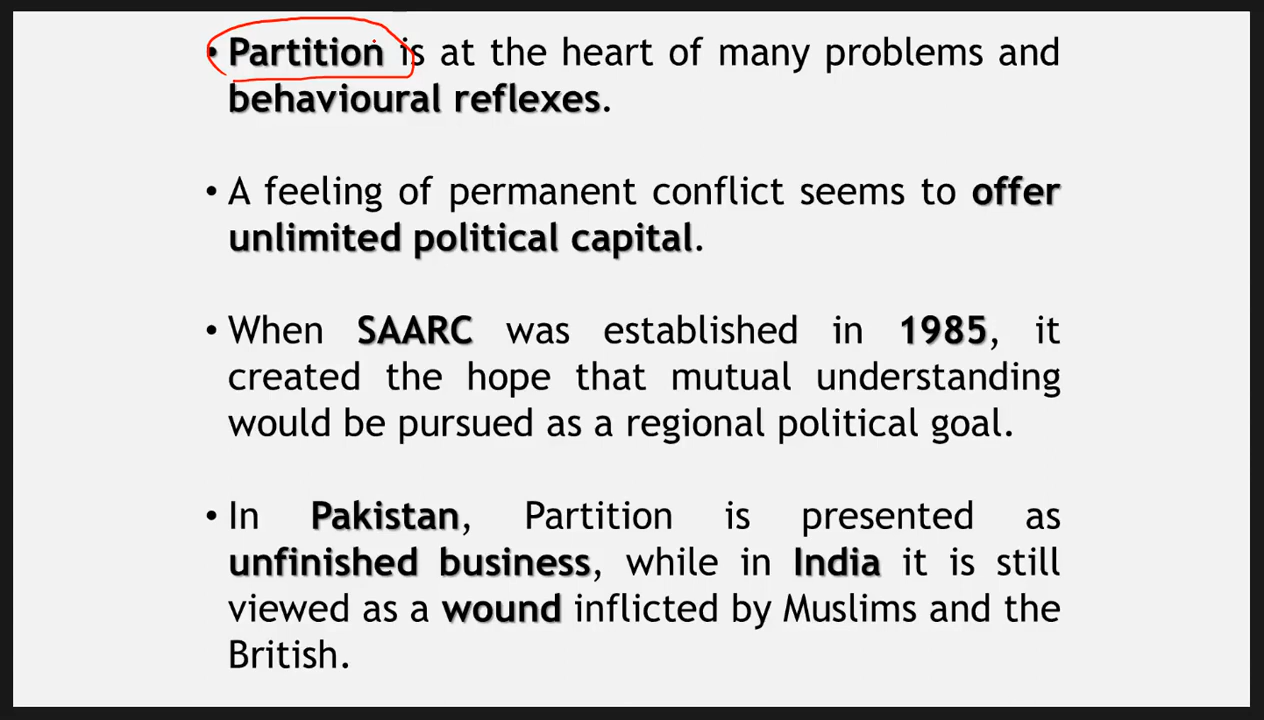 • Partition is at the heart of many problems and
behavioural reflexes.
• A feeling of permanent conflict seems to offer
unlimited political capital.
• When SAARC was established in 1985, it
created the hope that mutual understanding
would be pursued as a regional political goal.
• In Pakistan, Partition is presented as
unfinished business, while in India it is still
viewed as a wound inflicted by Muslims and the
British.